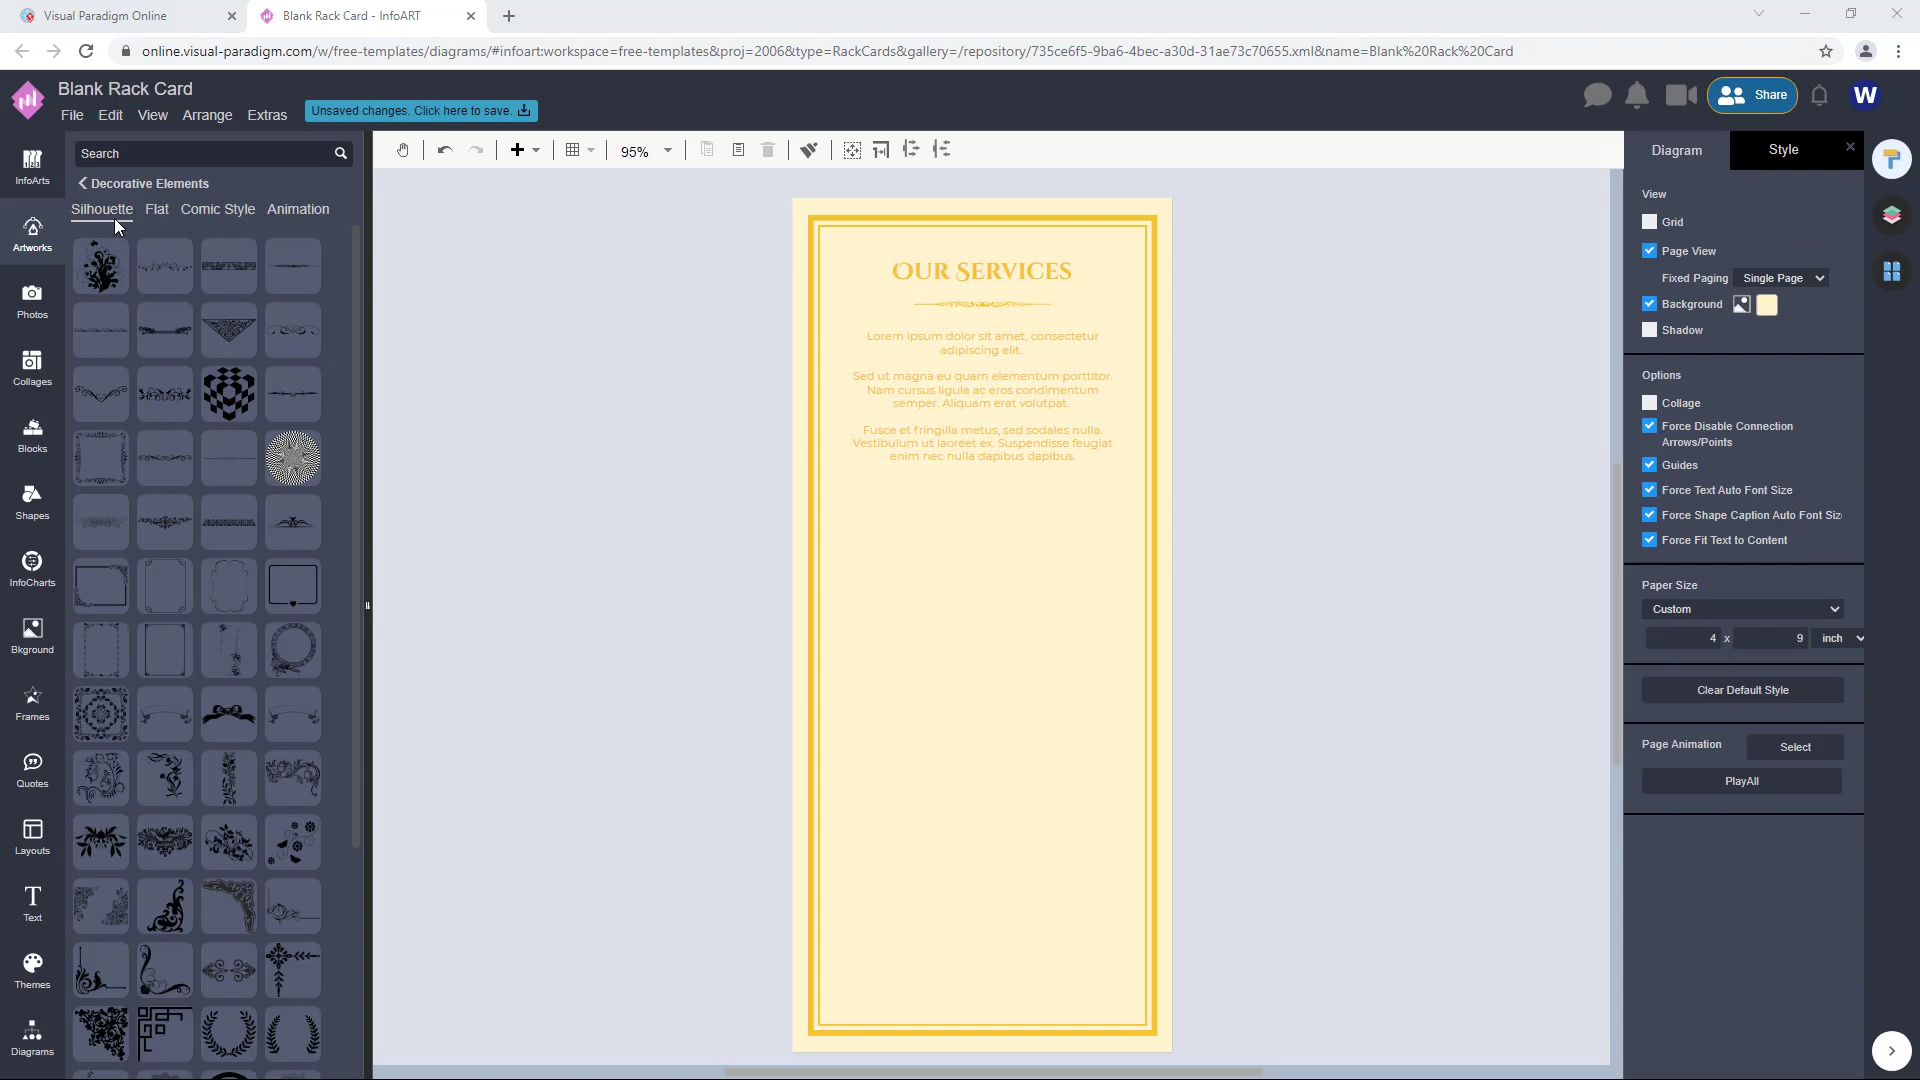 Visual Paradigm Online
Blank Rack Card - InfoART
online.visual-paradigm.com/w/free-templates/diagrams/#infoart:workspace=free-templates&proj=2006&type=RackCards&gallery=/repository/735ce6f5-9ba6-4bec-a30d-31ae73c70655.xml&name=Blank%20Rack%20Card
Blank Rack Card
File Edit View Arrange Extras
Unsaved changes. Click here to save.
Share
W
Search
Decorative Elements
Silhouette Flat Comic Style Animation
InfoArts
Artworks
Photos
Collages
Blocks
Shapes
InfoCharts
Bkground
Frames
Quotes
Layouts
Text
Themes
Diagrams
95%
Our Services
Lorem ipsum dolor sit amet, consectetur
adipiscing elit.
Sed ut magna eu quam elementum porttitor.
Nam cursus ligula ac eros condimentum
semper. Aliquam erat volutpat.
Fusce et fringilla metus, sed sodales nulla.
Vestibulum ut laoreet ex. Suspendisse feugiat
enim nec nulla dapibus dapibus.
Diagram Style
View
Grid
Page View
Fixed Paging Single Page
Background
Shadow
Options
Collage
Force Disable Connection
Arrows/Points
Guides
Force Text Auto Font Size
Force Shape Caption Auto Font Siz
Force Fit Text to Content
Paper Size
Custom
4 x 9 inch
Clear Default Style
Page Animation Select
PlayAll